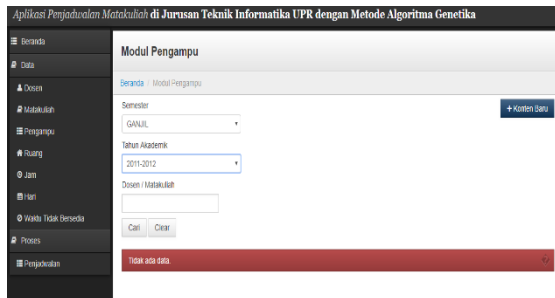 Aplikasi Penjadwalan Matakuliah di Jurusan Teknik Informatika UPR dengan Metode Algoritma Genetika
Beranda
Data
Dosen
Matakuliah
Pengampu
Ruang
Jam
Hari
Waktu Tidak Bersedia
Proses
Penjadwalan
Modul Pengampu
Beranda / Modul Pengampu
Semester
+ Konten Baru
GANJIL
Tahun Akademik
2011-2012
Dosen / Matakuliah
Cari Clear
Tidak ada data.